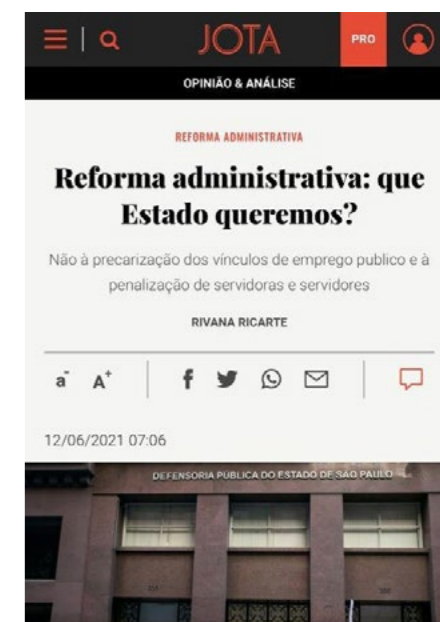 JOTA
PRO
OPINIÃO & ANÁLISE
REFORMA ADMINISTRATIVA
Reforma administrativa: que
Estado queremos?
Não à precarização dos vínculos de emprego publico e à
penalização de servidoras e servidores
RIVANA RICARTE
a- A+
12/06/2021 07:06
DEFENSORIA PÚBLICA DO ESTADO DE SÃO PAULO